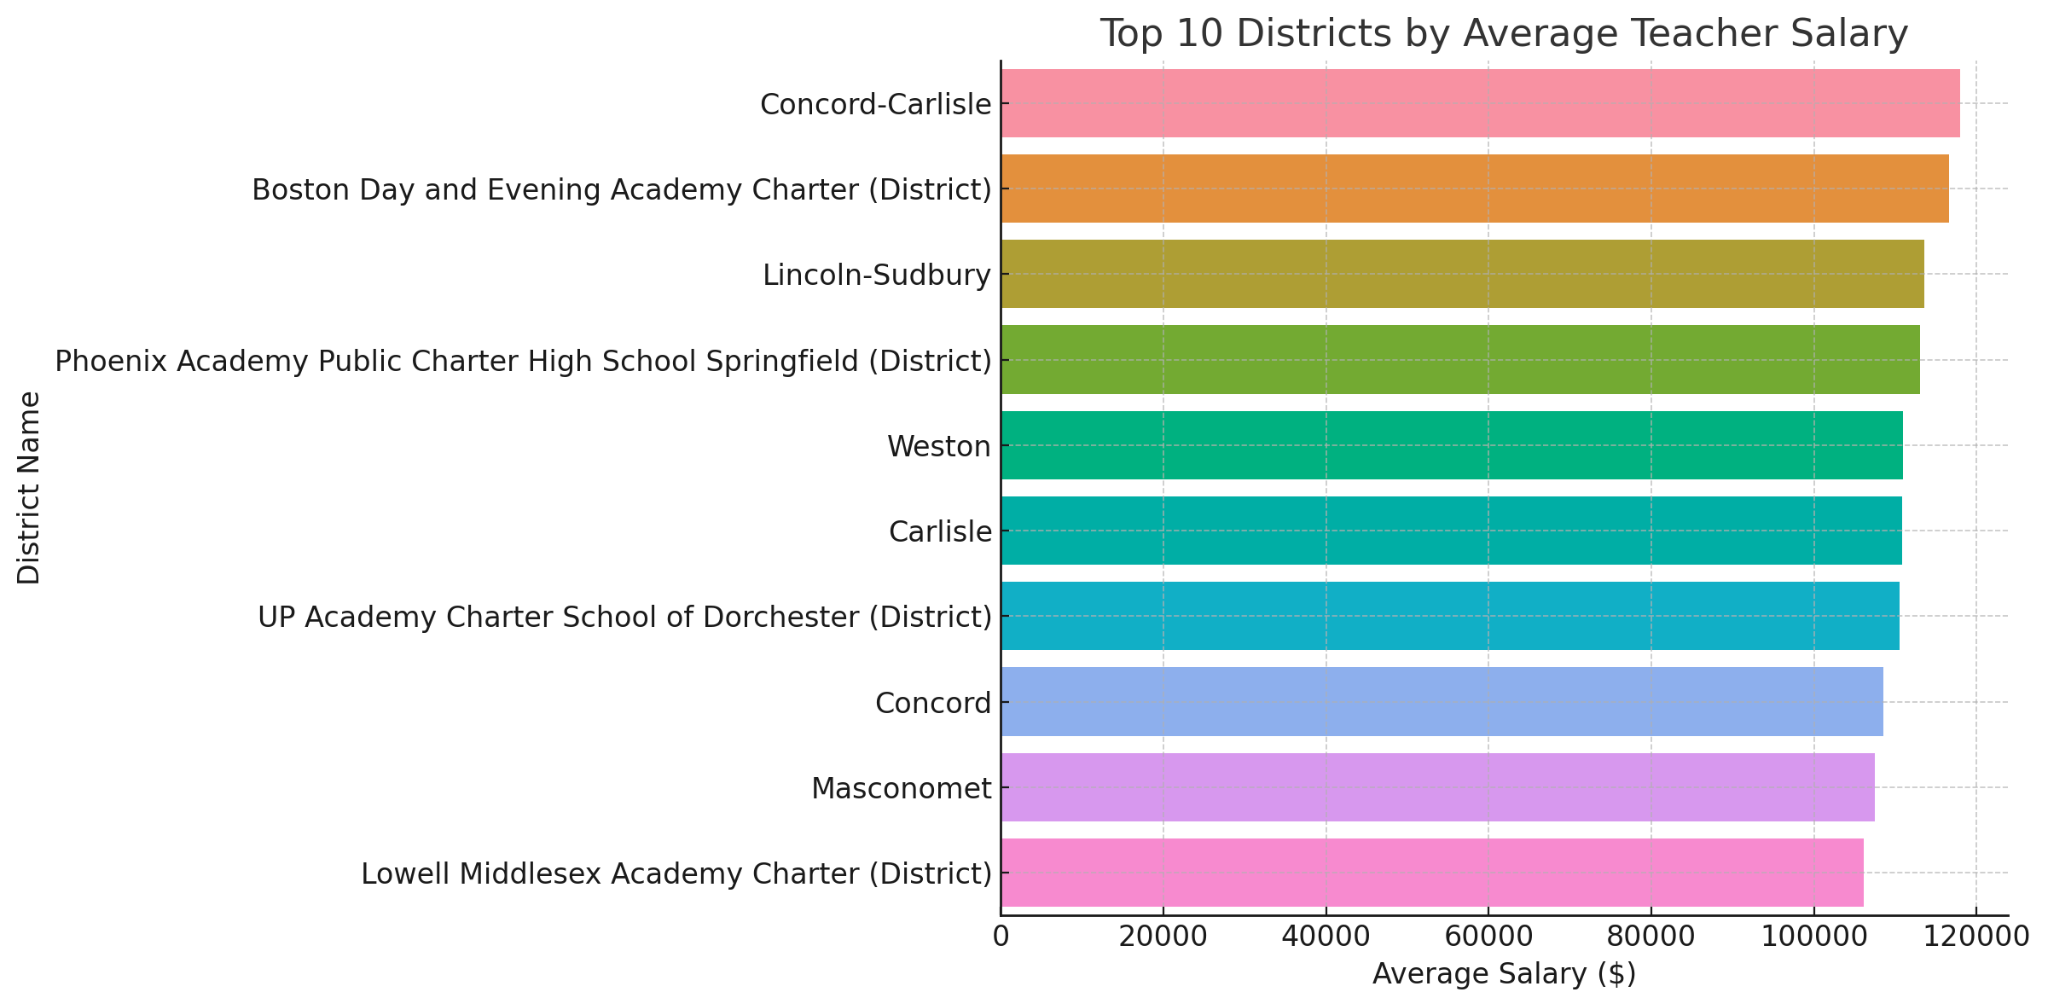 Top 10 Districts by Average Teacher Salary
Concord-Carlisle
Boston Day and Evening Academy Charter (District)
Lincoln-Sudbury
Phoenix Academy Public Charter High School Springfield (District)
Weston
Carlisle
UP Academy Charter School of Dorchester (District)
Concord
Masconomet
Lowell Middlesex Academy Charter (District)
District Name
0 20000 40000 60000 80000 100000 120000
Average Salary ($)